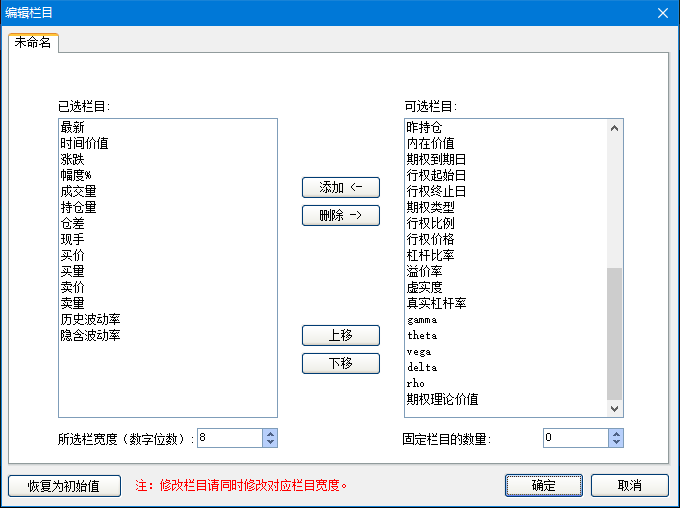 编辑栏目
未命名
已选栏目:
最新
时间价值
涨跌
幅度%
成交量
持仓量
仓差
现手
买价
买量
卖价
卖量
历史波动率
隐含波动率
添加 <-
删除 ->
上移
下移
可选栏目:
昨持仓
内在价值
期权到期日
行权起始日
行权终止日
期权类型
行权比例
行权价格
杠杆比率
溢价率
虚实度
真实杠杆率
gamma
theta
vega
delta
rho
期权理论价值
所选栏宽度（数字位数）: 8
固定栏目的数量: 0
恢复为初始值
注：修改栏目请同时修改对应栏目宽度。
确定
取消